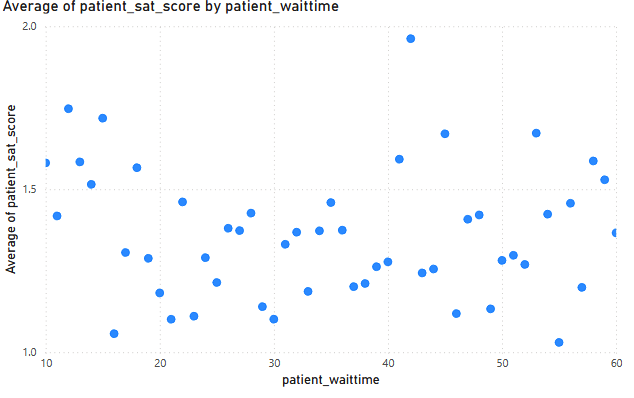 Average of patient_sat_score by patient_waittime
2.0
1.5
1.0
Average of patient_sat_score
10 20 30 40 50 60
patient_waittime